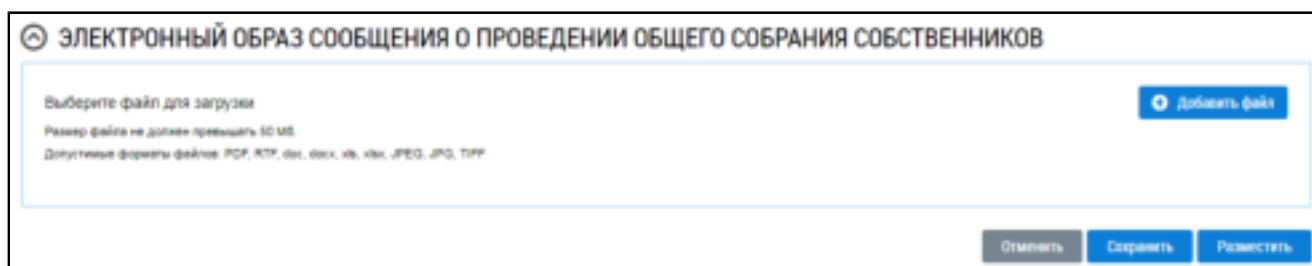 ЭЛЕКТРОННЫЙ ОБРАЗ СООБЩЕНИЯ О ПРОВЕДЕНИИ ОБЩЕГО СОБРАНИЯ СОБСТВЕННИКОВ
Выберите файл для загрузки
Добавить файл
Размер файла не должен превышать 50 Мб.
Допустимые форматы файлов: PDF, RTF, doc, docx, xls, xlsx, JPEG, JPG, TIFF
Отменить Сохранить Разместить